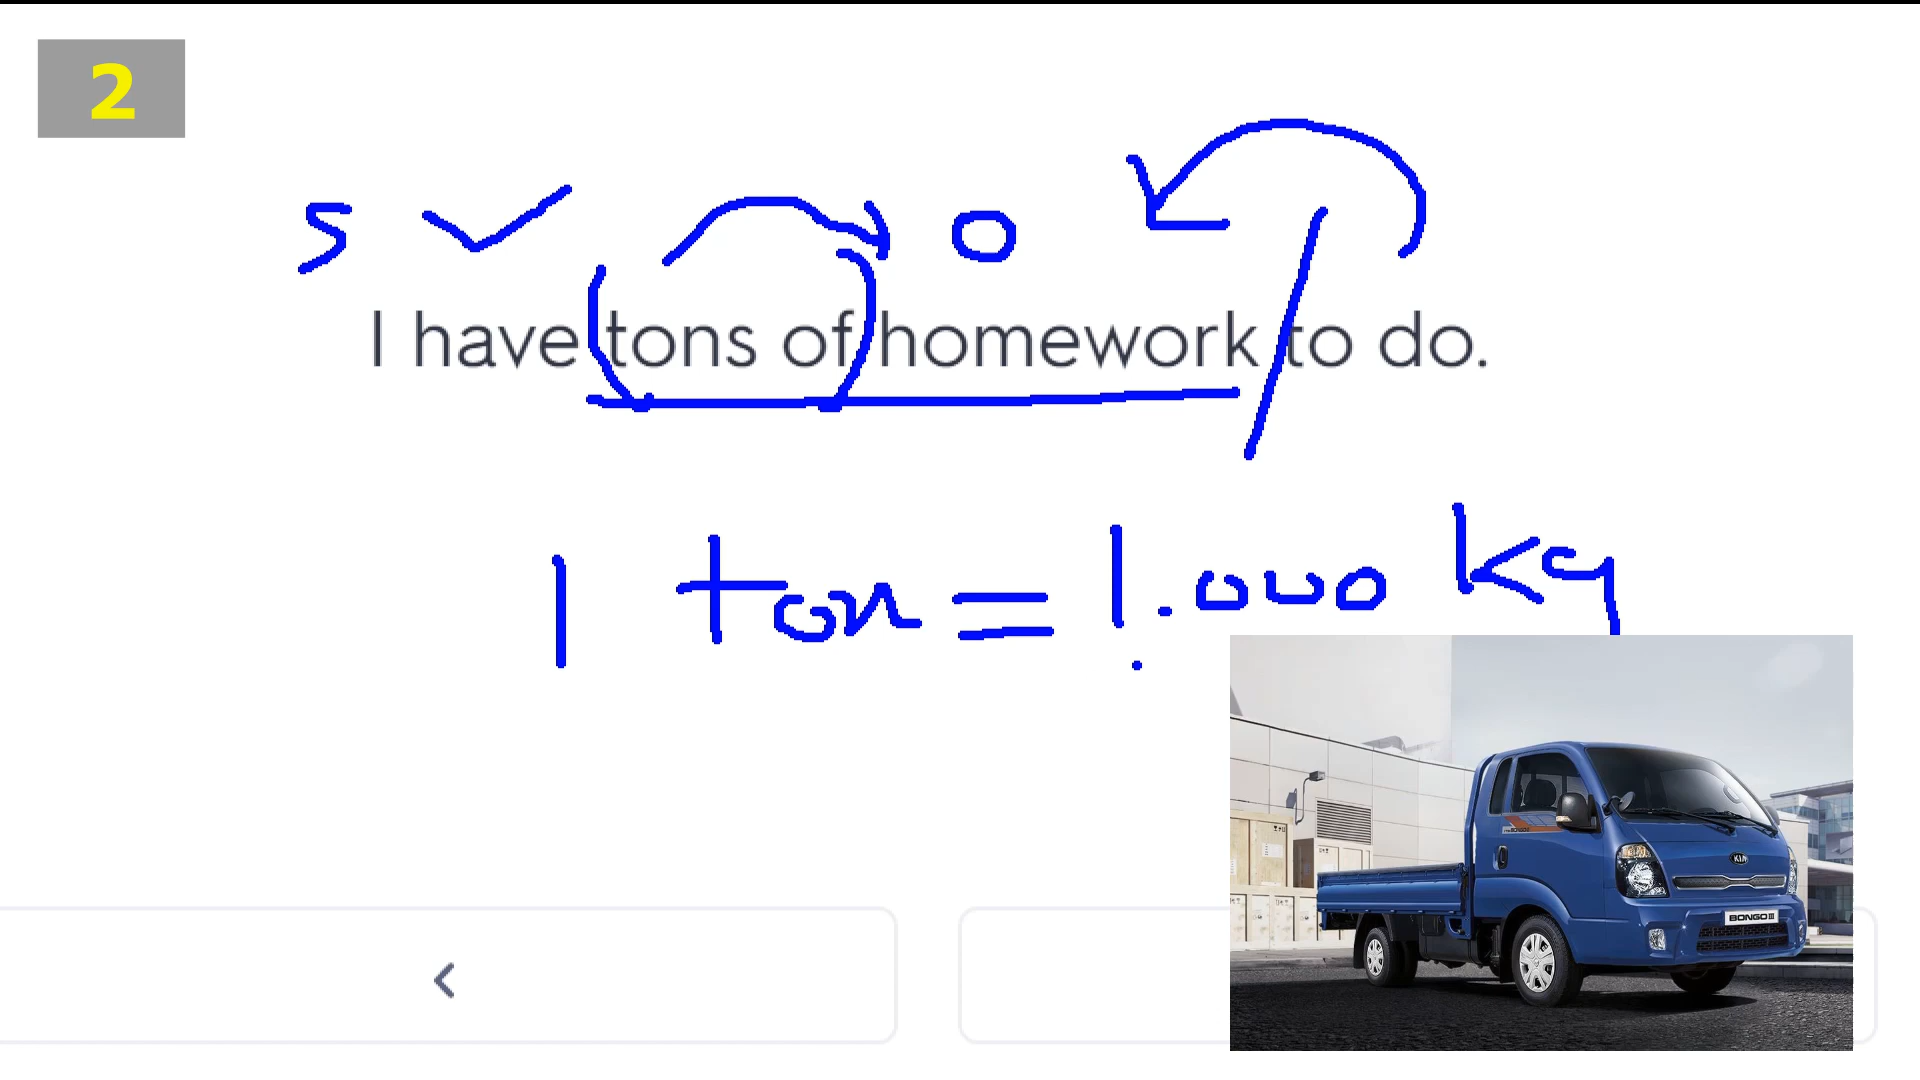 2
S V O
I have tons of homework to do.
1 ton = 1.000 kg
KIA
BONGO III